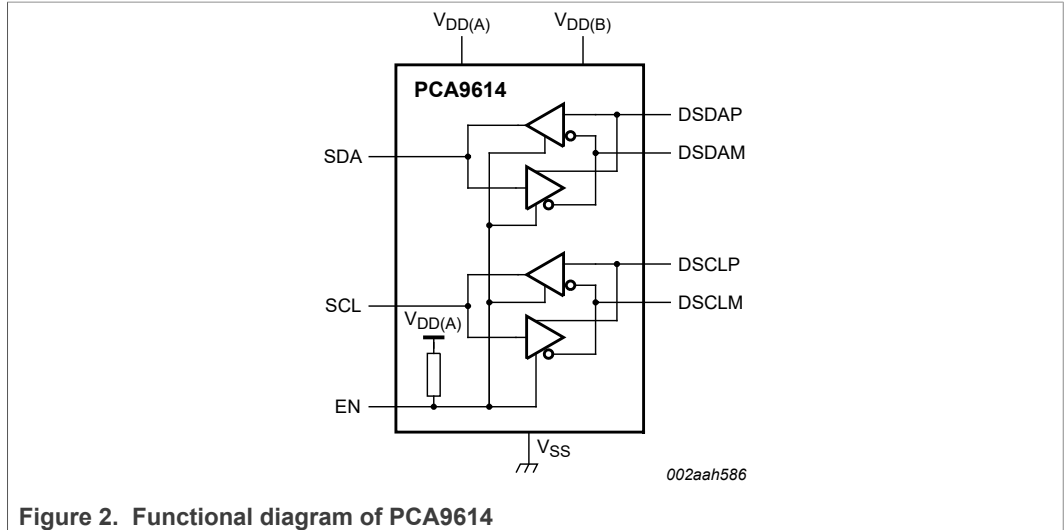 VDD(A)
VDD(B)
PCA9614
DSDAP
SDA
DSDAM
DSCLP
SCL
DSCLM
VDD(A)
EN
VSS
002aah586
Figure 2. Functional diagram of PCA9614